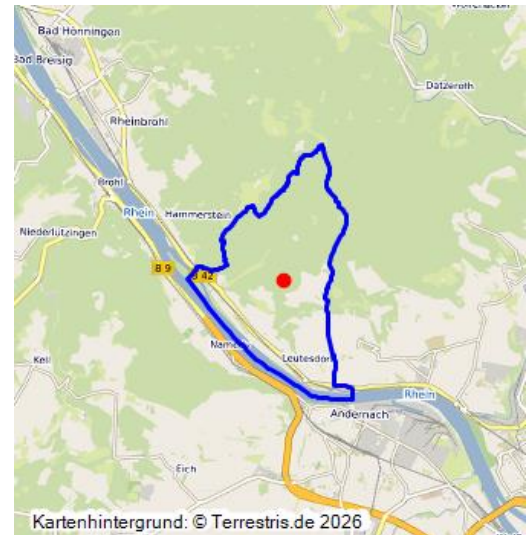 Bad Hönningen
Bad Breisig
Datzeroth
Rheinbrohl
Brohl
Rhein
Hammerstein
Niederlützingen
B 9
B 42
Kell
Namedy
Leutesdorf
Rhein
Andernach
Eich
Kartenhintergrund: © Terrestris.de 2026